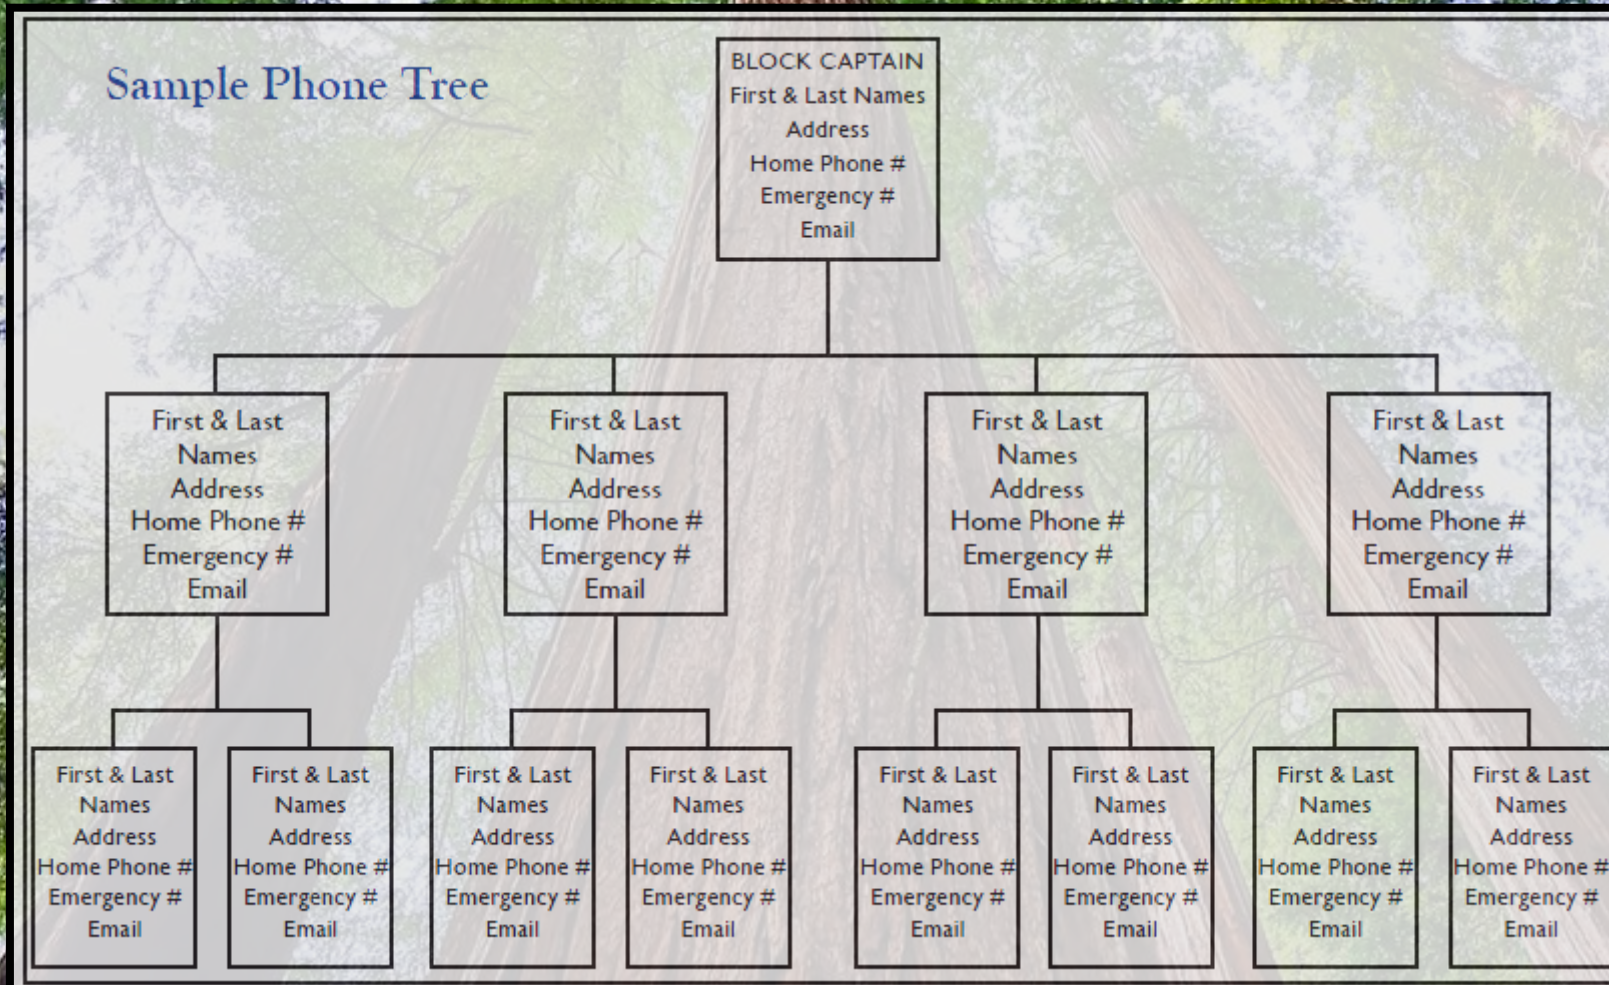 Sample Phone Tree
BLOCK CAPTAIN
First & Last Names
Address
Home Phone #
Emergency #
Email
First & Last
Names
Address
Home Phone #
Emergency #
Email
First & Last
Names
Address
Home Phone #
Emergency #
Email
First & Last
Names
Address
Home Phone #
Emergency #
Email
First & Last
Names
Address
Home Phone #
Emergency #
Email
First & Last
Names
Address
Home Phone #
Emergency #
Email
First & Last
Names
Address
Home Phone #
Emergency #
Email
First & Last
Names
Address
Home Phone #
Emergency #
Email
First & Last
Names
Address
Home Phone #
Emergency #
Email
First & Last
Names
Address
Home Phone #
Emergency #
Email
First & Last
Names
Address
Home Phone #
Emergency #
Email
First & Last
Names
Address
Home Phone #
Emergency #
Email
First & Last
Names
Address
Home Phone #
Emergency #
Email